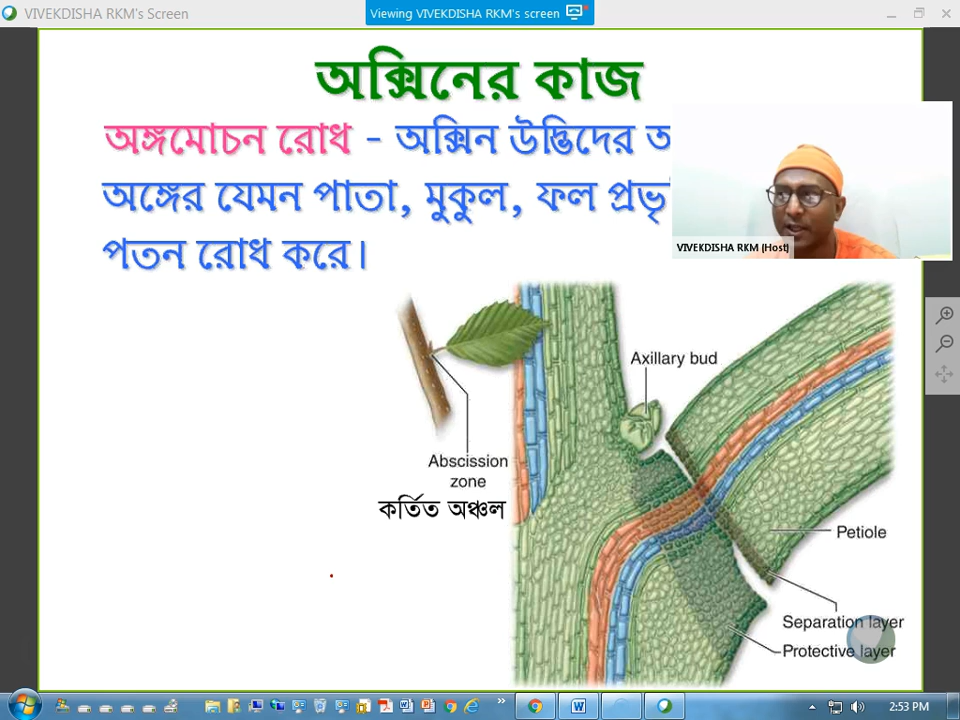 VIVEKDISHA RKM's Screen
Viewing VIVEKDISHA RKM's screen
অক্সিনের কাজ
অঙ্গমোচন রোধ - অক্সিন উদ্ভিদের
অঙ্গের যেমন পাতা, মুকুল, ফল
পতন রোধ করে।
VIVEKDISHA RKM (Host)
Axillary bud
Abscission
zone
কর্তিত অঞ্চল
Petiole
Separation layer
Protective layer
2:53 PM